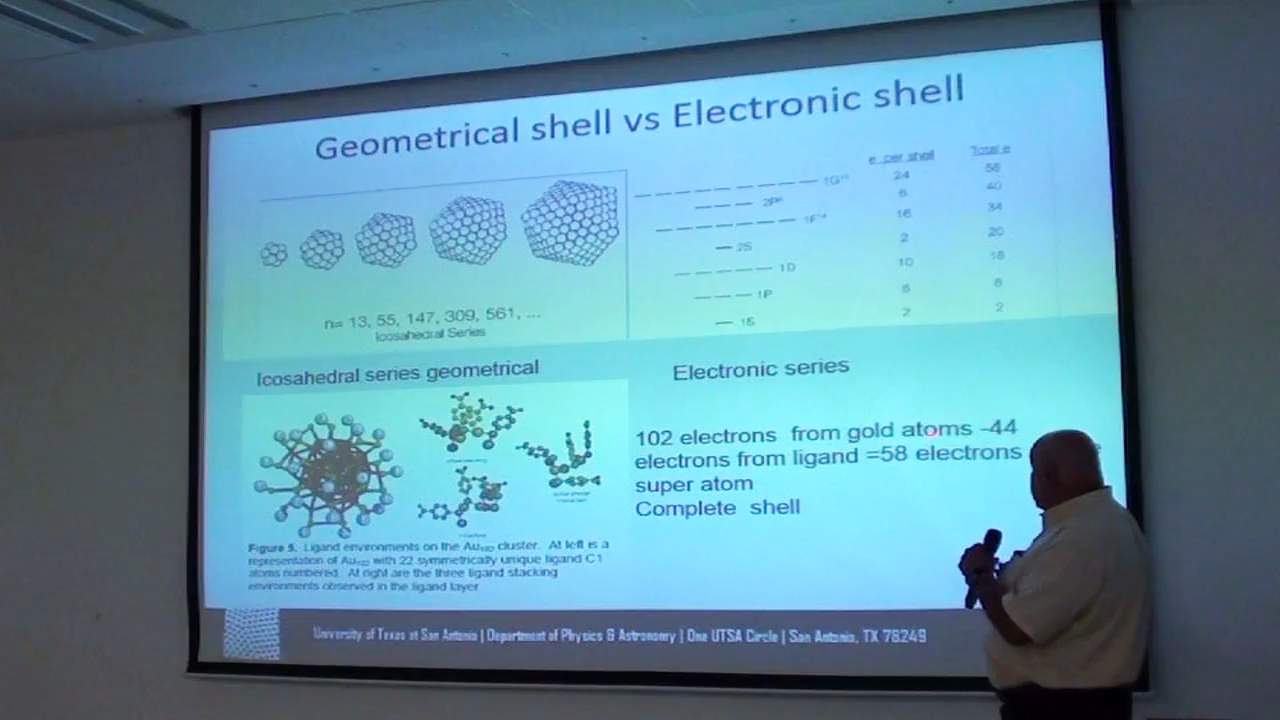 Geometrical shell vs Electronic shell
e per shell Total e
1G 24 58
2P⁶ 6 40
1F¹⁴ 34
2S 2 20
1D 10 18
1P 6 8
1S 2 2
n= 13, 55, 147, 309, 561, ...
Icosahedral Series
Icosahedral series geometrical
Electronic series
102 electrons from gold atoms -44
electrons from ligand =58 electrons
super atom
Complete shell
Figure 5. Ligand environments on the Au₁₀₂ cluster. At left is a
representation of Au₁₀₂ with 22 symmetrically unique ligand C1
atoms numbered. At right are the three ligand stacking
environments observed in the ligand layer
University of Texas at San Antonio | Department of Physics & Astronomy | One UTSA Circle | San Antonio, TX 78249